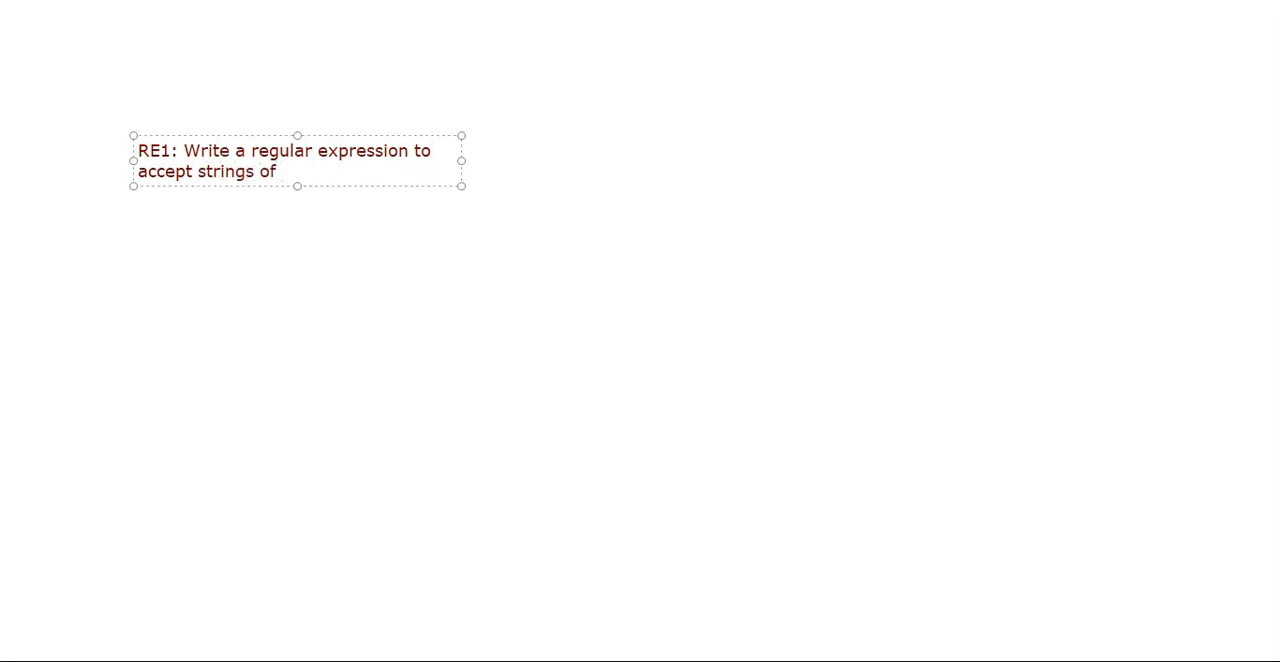 RE1: Write a regular expression to
accept strings of